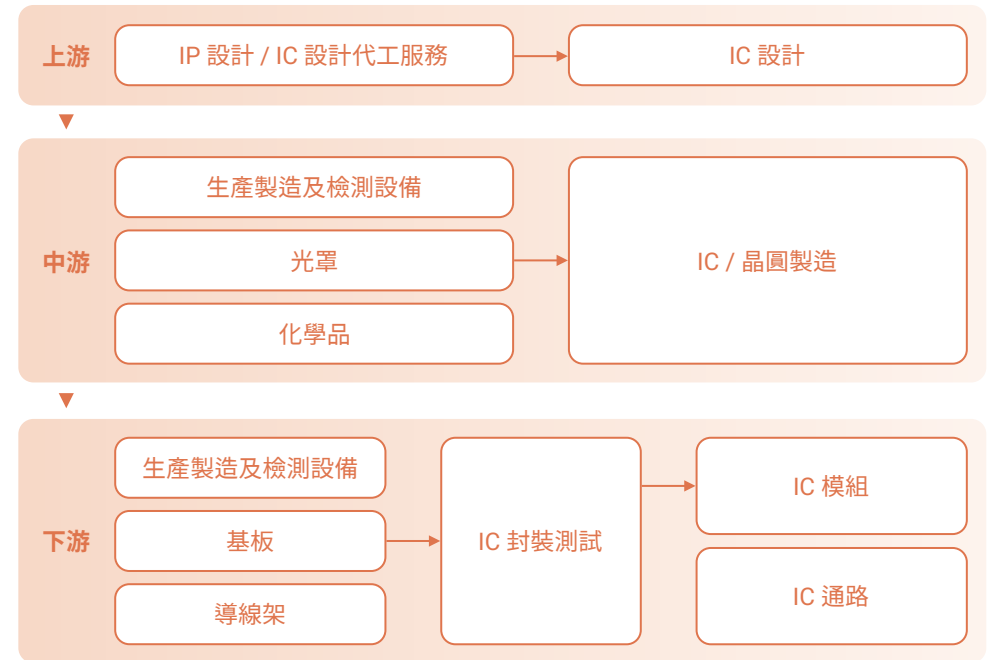 上游
IP 設計 / IC 設計代工服務
IC 設計
中游
生產製造及檢測設備
光罩
化學品
IC / 晶圓製造
下游
生產製造及檢測設備
基板
導線架
IC 封裝測試
IC 模組
IC 通路